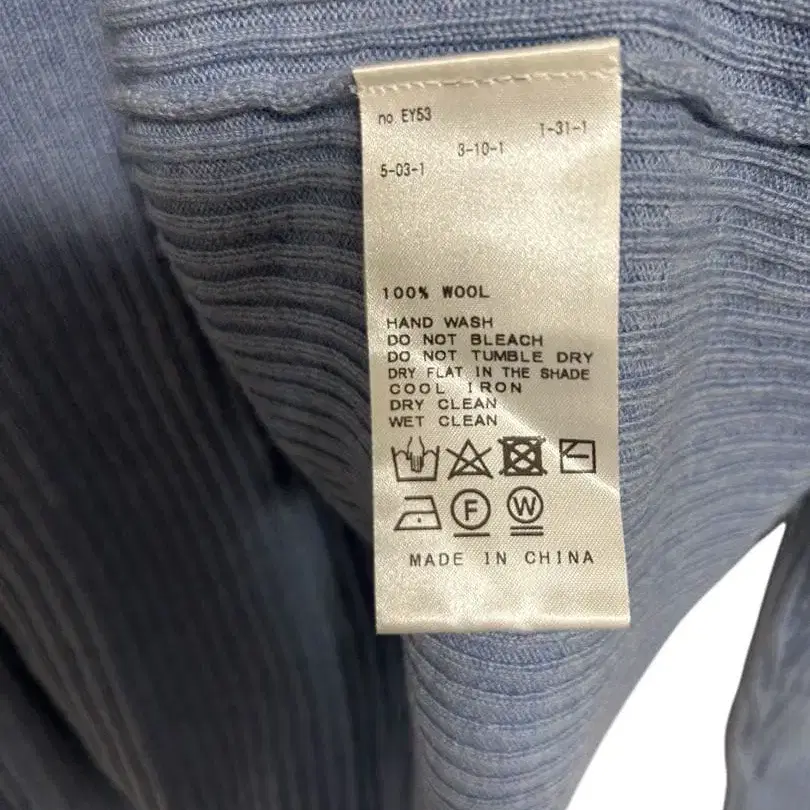 no EY53
1-31-1
3-10-1
5-03-1
100% WOOL
HAND WASH
DO NOT BLEACH
DO NOT TUMBLE DRY
DRY FLAT IN THE SHADE
COOL IRON
DRY CLEAN
WET CLEAN
F W
MADE IN CHINA